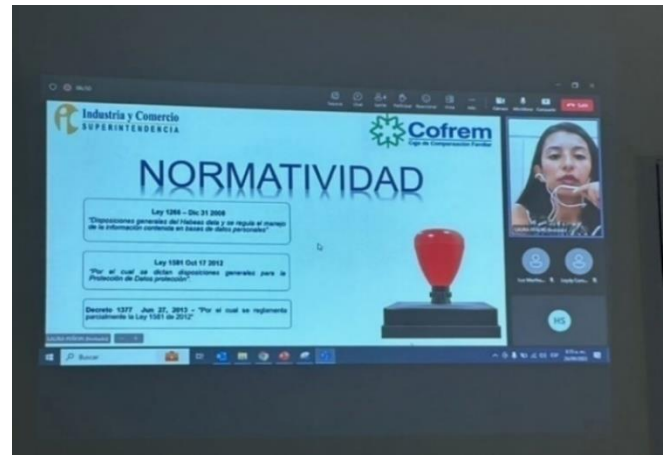 Industria y Comercio
SUPERINTENDENCIA
Cofrem
Caja de Compensación Familiar
NORMATIVIDAD
Ley 1266 – Dic 31 2008
"Disposiciones generales del Habeas data y se regula el manejo
de la información contenida en bases de datos personales"
Ley 1581 Oct 17 2012
"Por el cual se dictan disposiciones generales para la
Protección de Datos protección".
Decreto 1377 Jun 27, 2013 - "Por el cual se reglamenta
parcialmente la Ley 1581 de 2012"
HS
Buscar